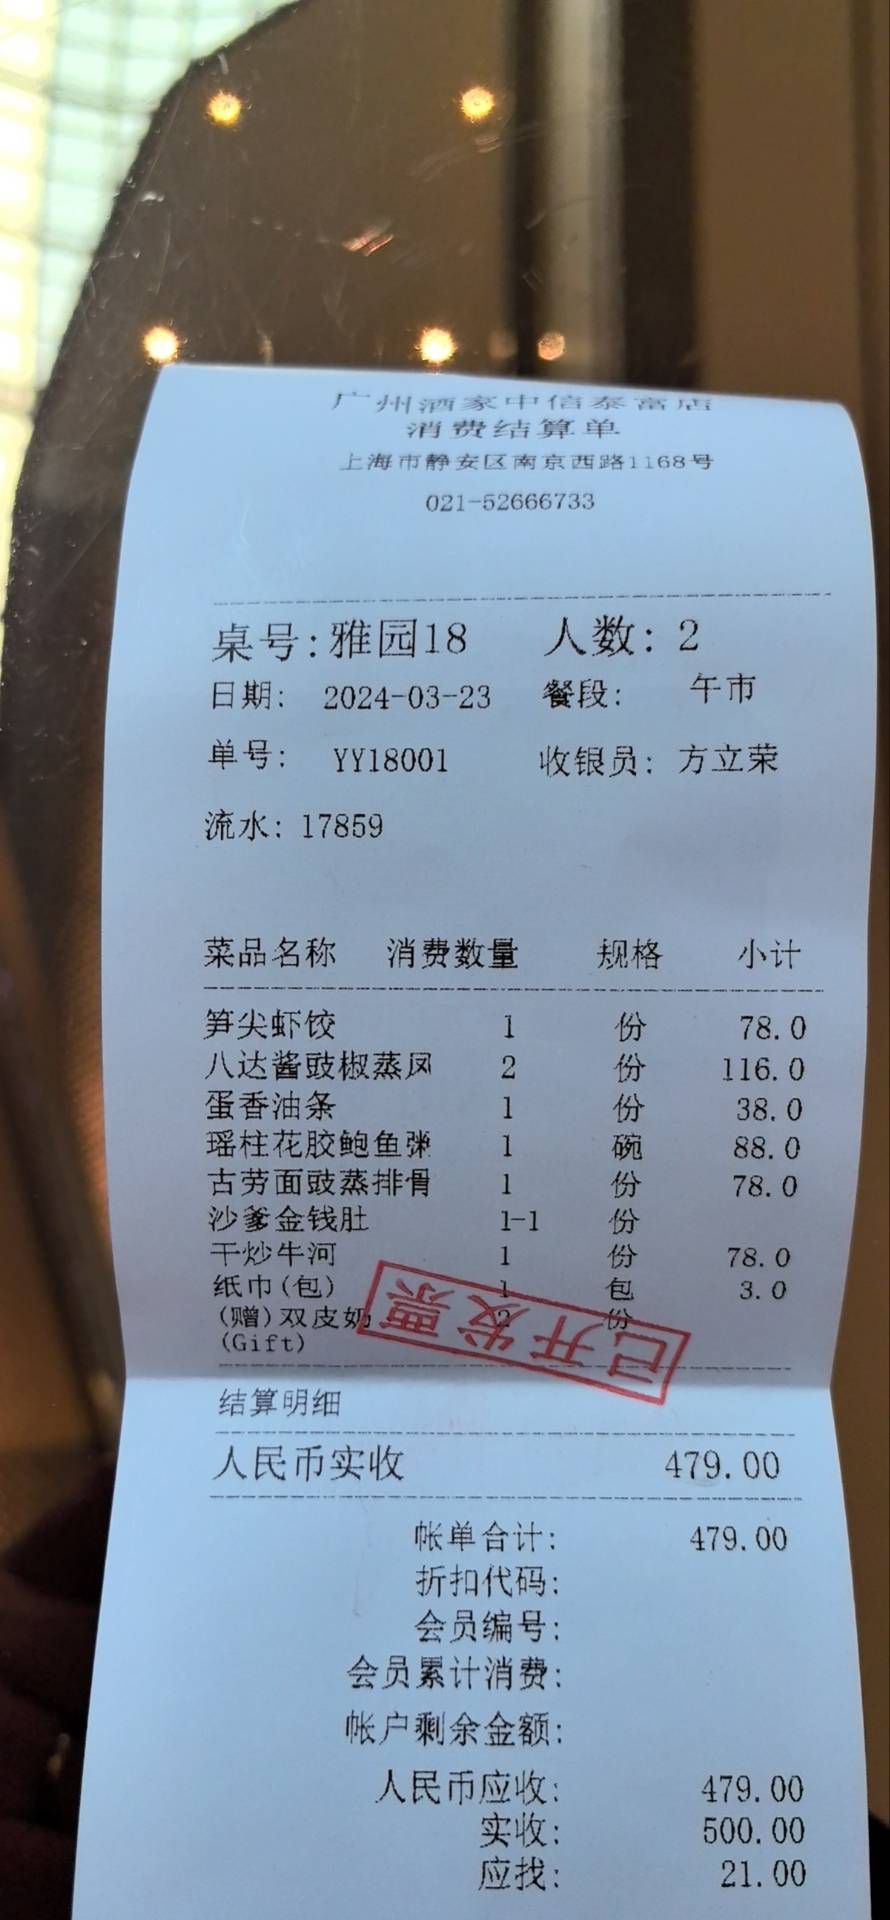 广州酒家中信泰富店
消费结算单
上海市静安区南京西路1168号
021-52666733
桌号:雅园18 人数: 2
日期: 2024-03-23 餐段: 午市
单号: YY18001 收银员: 方立荣
流水: 17859
菜品名称 消费数量 规格 小计
笋尖虾饺 1 份 78.0
八达酱豉椒蒸凤 2 份 116.0
蛋香油条 1 份 38.0
瑶柱花胶鲍鱼粥 1 碗 88.0
古劳面豉蒸排骨 1 份 78.0
沙爹金钱肚 1-1 份
干炒牛河 1 份 78.0
纸巾(包) 1 包 3.0
(赠)双皮奶 2 份
(Gift)
已开发票
结算明细
人民币实收 479.00
帐单合计: 479.00
折扣代码:
会员编号:
会员累计消费:
帐户剩余金额:
人民币应收: 479.00
实收: 500.00
应找: 21.00